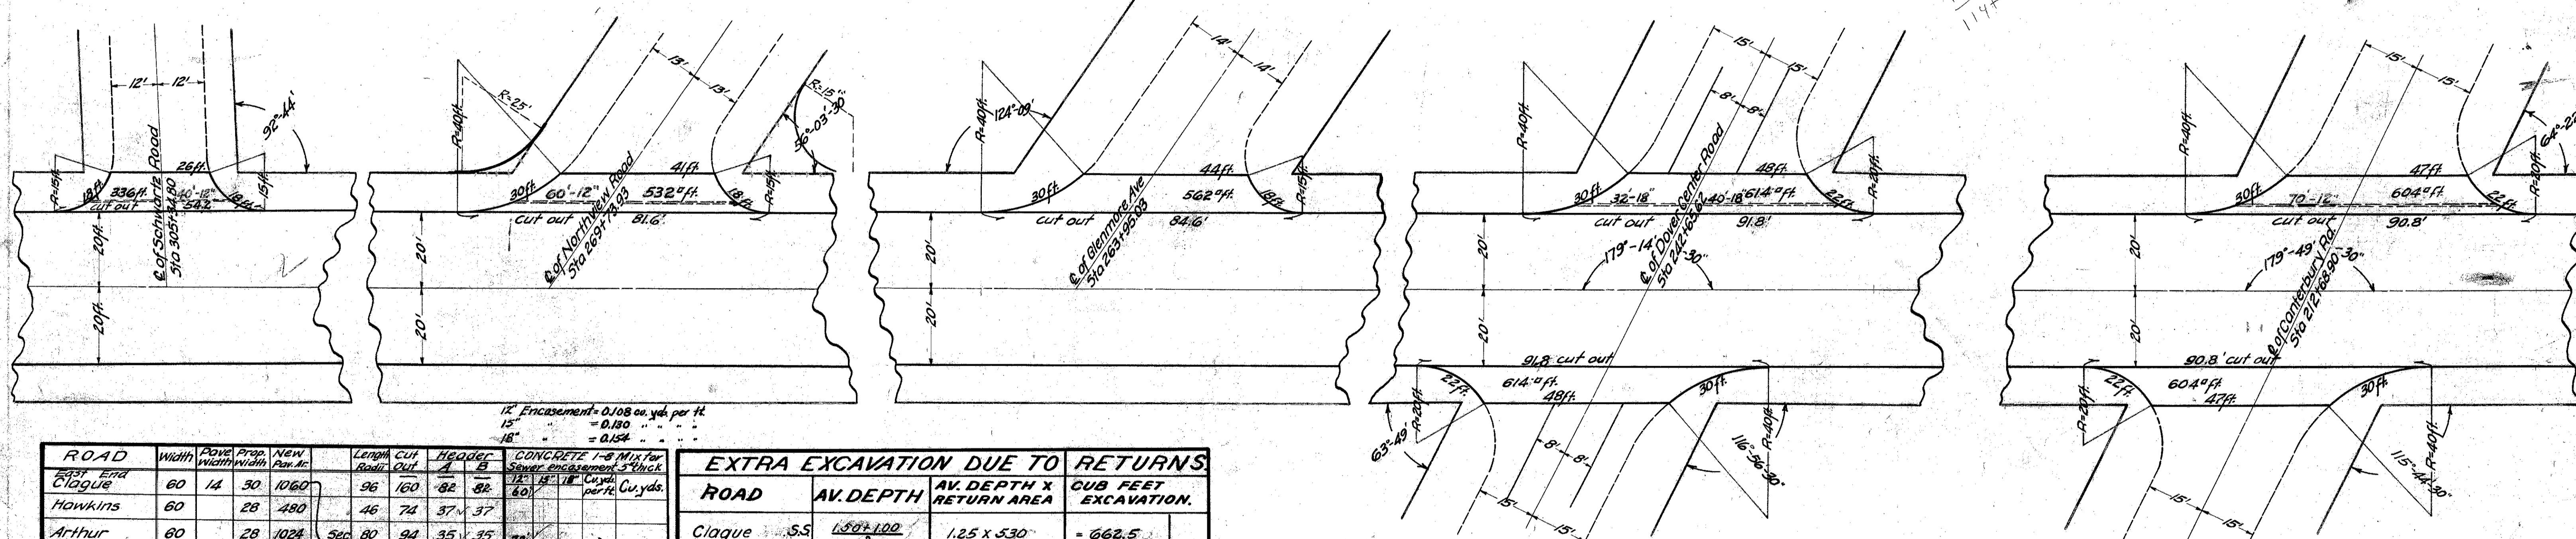 114+
12' 12'
92°-44'
26ft.
R=15ft.
18ft
336ft.
40'-12"
18ft.
15ft.
cut out 54.2'
20ft.
20ft.
℄ of Schwartz Road
Sta 305+34.80
13'
13'
R=40ft.
R=25'
R=15'
56°-03'-30"
41ft.
30ft.
60'-12"
532□ft.
18ft.
R=15ft.
cut out 81.6'
20'
20'
℄ of Northview Road
Sta 269+73.93
14'
14'
R=40ft.
124°-09'
44ft.
30ft.
562□ft.
18ft.
R=15ft.
cut out 84.6'
20'
20'
℄ of Glenmore Ave
Sta 263+95.03
15'
15'
8' 8'
R=40ft.
R=20ft.
48ft.
30ft.
32'-18"
40'-18"
614□ft.
22ft.
cut out 91.8'
179°-14'-30"
20'
20'
℄ of Dover Center Road
Sta 242+65.62
91.8 cut out
22ft.
614□ft.
48ft.
30ft.
R=20ft.
R=40ft.
63°-49'
116°-56'-30"
8' 8'
15' 15'
15'
15'
R=40ft.
R=20ft.
64°-22
47ft.
30ft.
70'-12"
604□ft.
22ft.
cut out 90.8'
179°-49'-30"
20'
20'
℄ of Canterbury Rd.
Sta 212+68.90
90.8' cut out
22ft.
604□ft.
47ft.
30ft.
R=20ft.
R=40ft.
115°-44'-30"
15' 15'
12" Encasement = 0.108 cu. yds. per ft.
15" " = 0.130 " " " "
18" " = 0.154 " " " "
ROAD Width Pave Width Prop. Width New Pav. Ar. Length Radii Cut Out Header A B CONCRETE 1-8 Mix for Sewer encasement 5" thick
12" 15" 18" Cu.yds. per ft. Cu. yds.
East End
Clague 60 14 30 1060 96 160 82 82 60'
Hawkins 60 28 480 46 74 37 37
Arthur 60 28 1024 Sec 80 94 35 35
EXTRA EXCAVATION DUE TO RETURNS.
ROAD AV. DEPTH AV. DEPTH X RETURN AREA CUB FEET EXCAVATION.
Clague S.S. 1.50+1.00 1.25 x 530 = 662.5